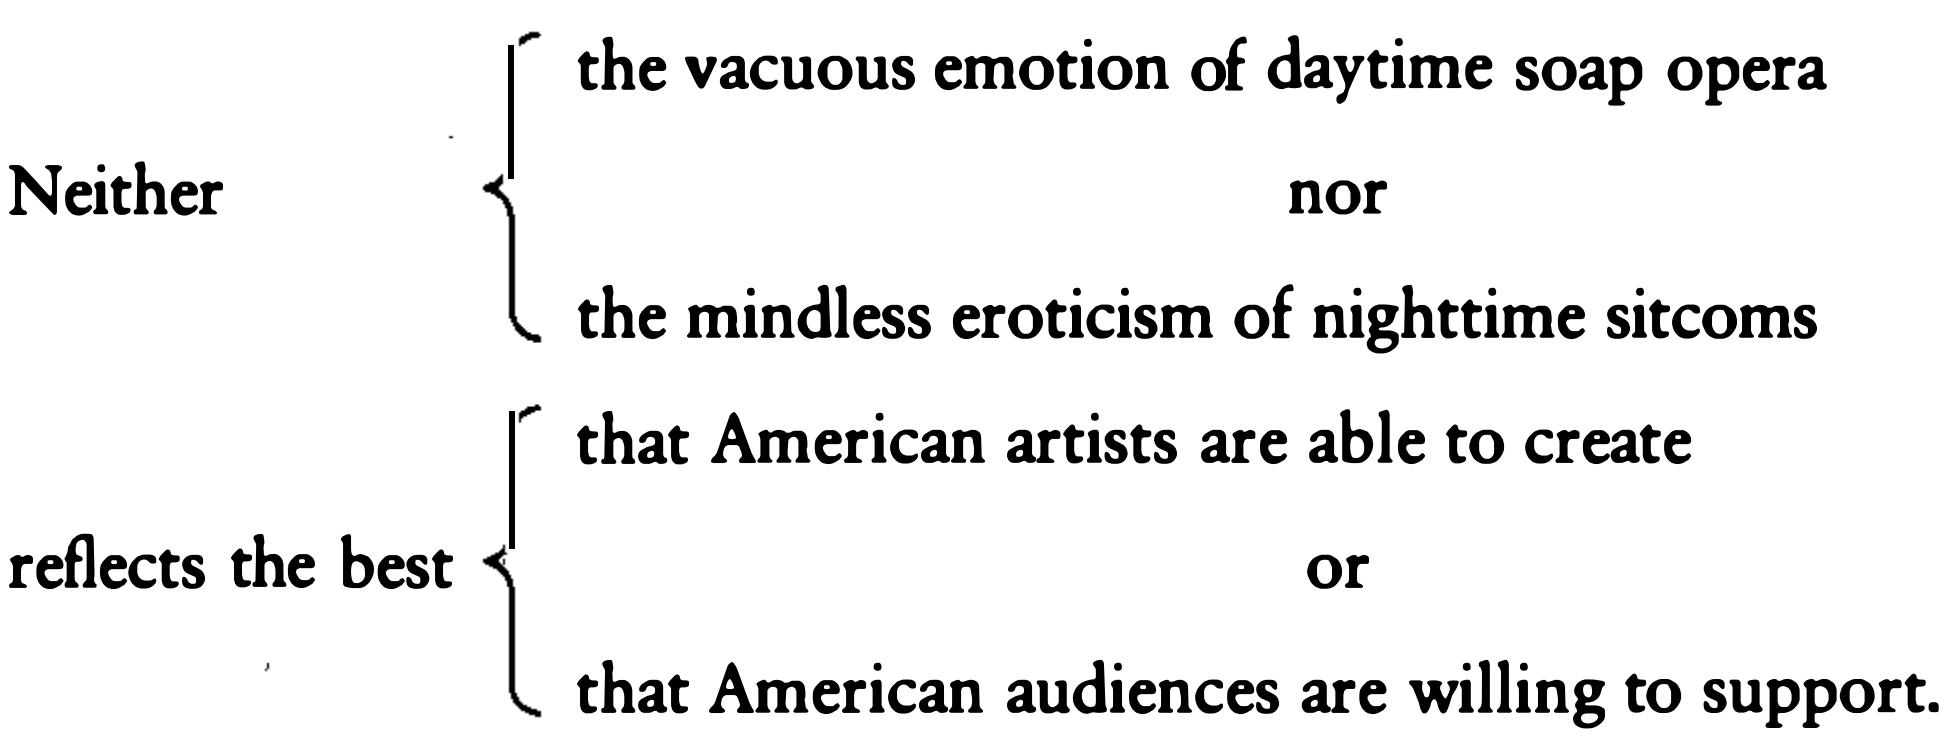 the vacuous emotion of daytime soap opera
Neither
nor
the mindless eroticism of nighttime sitcoms
that American artists are able to create
reflects the best
or
that American audiences are willing to support.